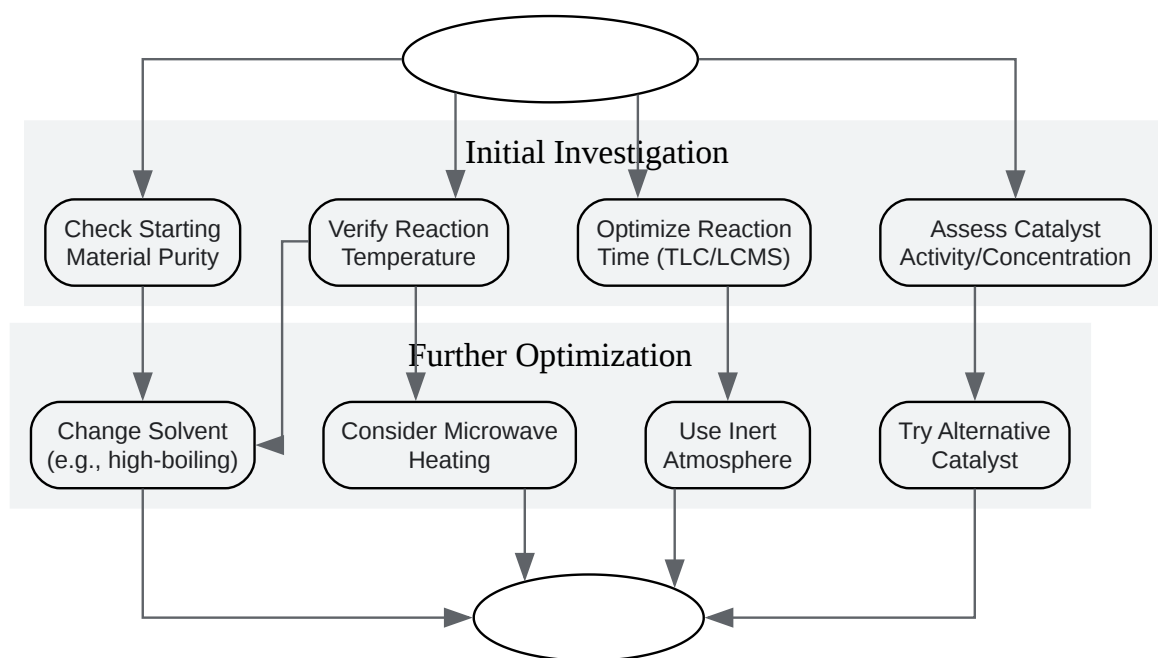 Initial Investigation
Check Starting
Material Purity
Verify Reaction
Temperature
Optimize Reaction
Time (TLC/LCMS)
Assess Catalyst
Activity/Concentration
Further Optimization
Change Solvent
(e.g., high-boiling)
Consider Microwave
Heating
Use Inert
Atmosphere
Try Alternative
Catalyst